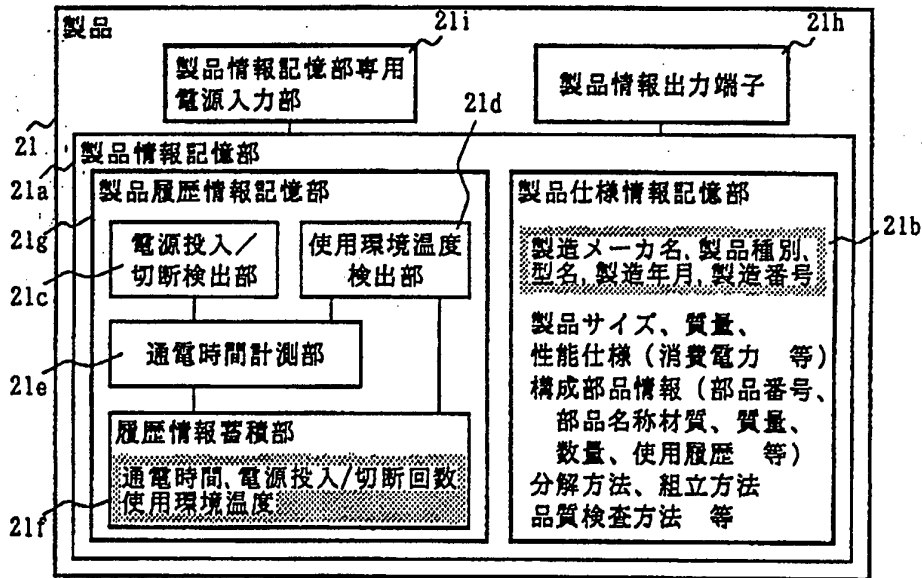 製品
21i
21h
製品情報記憶部専用
電源入力部
製品情報出力端子
21d
21
製品情報記憶部
21a
製品履歴情報記憶部
製品仕様情報記憶部
21g
電源投入/
切断検出部
使用環境温度
検出部
21b
製造メーカ名、製品種別、
型名、製造年月、製造番号
21c
製品サイズ、質量、
性能仕様(消費電力 等)
構成部品情報(部品番号、
部品名称材質、質量、
数量、使用履歴 等)
分解方法、組立方法
品質検査方法 等
通電時間計測部
21e
履歴情報蓄積部
通電時間、電源投入/切断回数
使用環境温度
21f